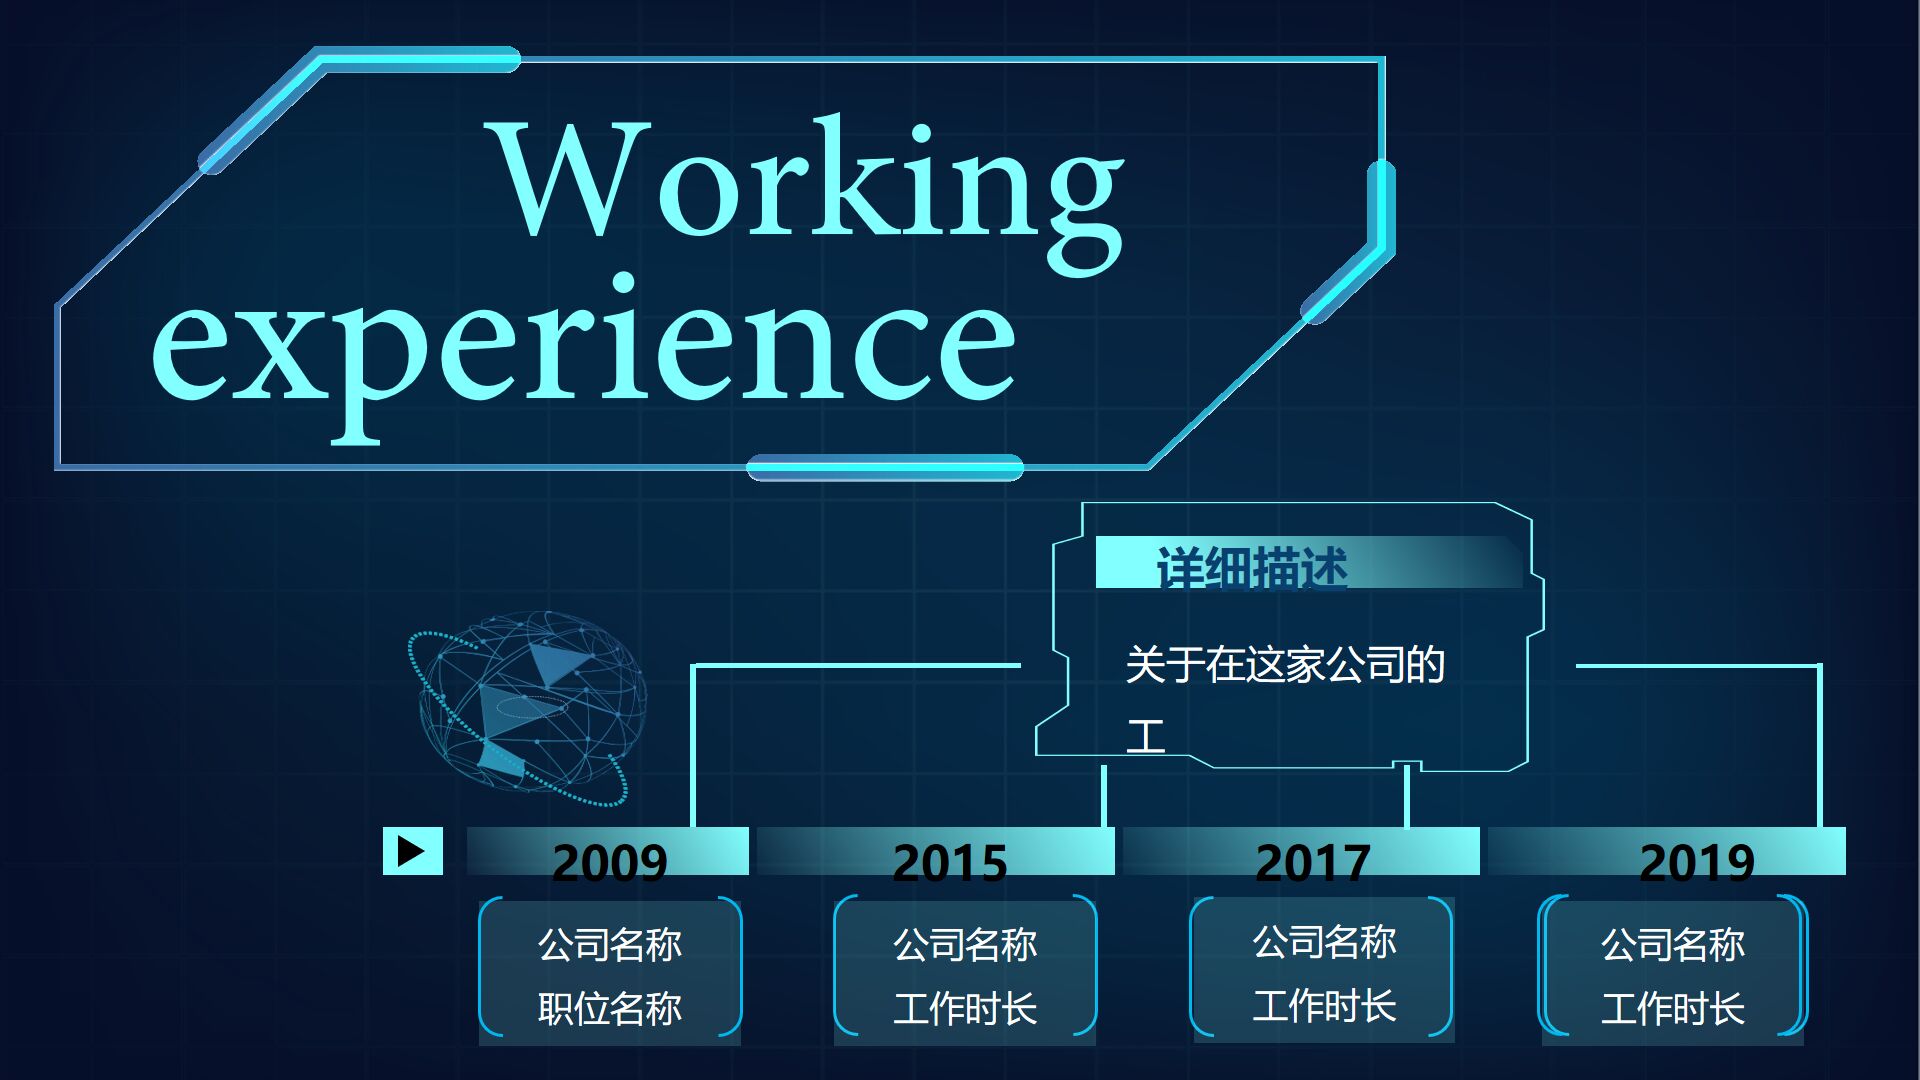 Working
experience
详细描述
关于在这家公司的
工
2009
2015
2017
2019
公司名称
职位名称
公司名称
工作时长
公司名称
工作时长
公司名称
工作时长